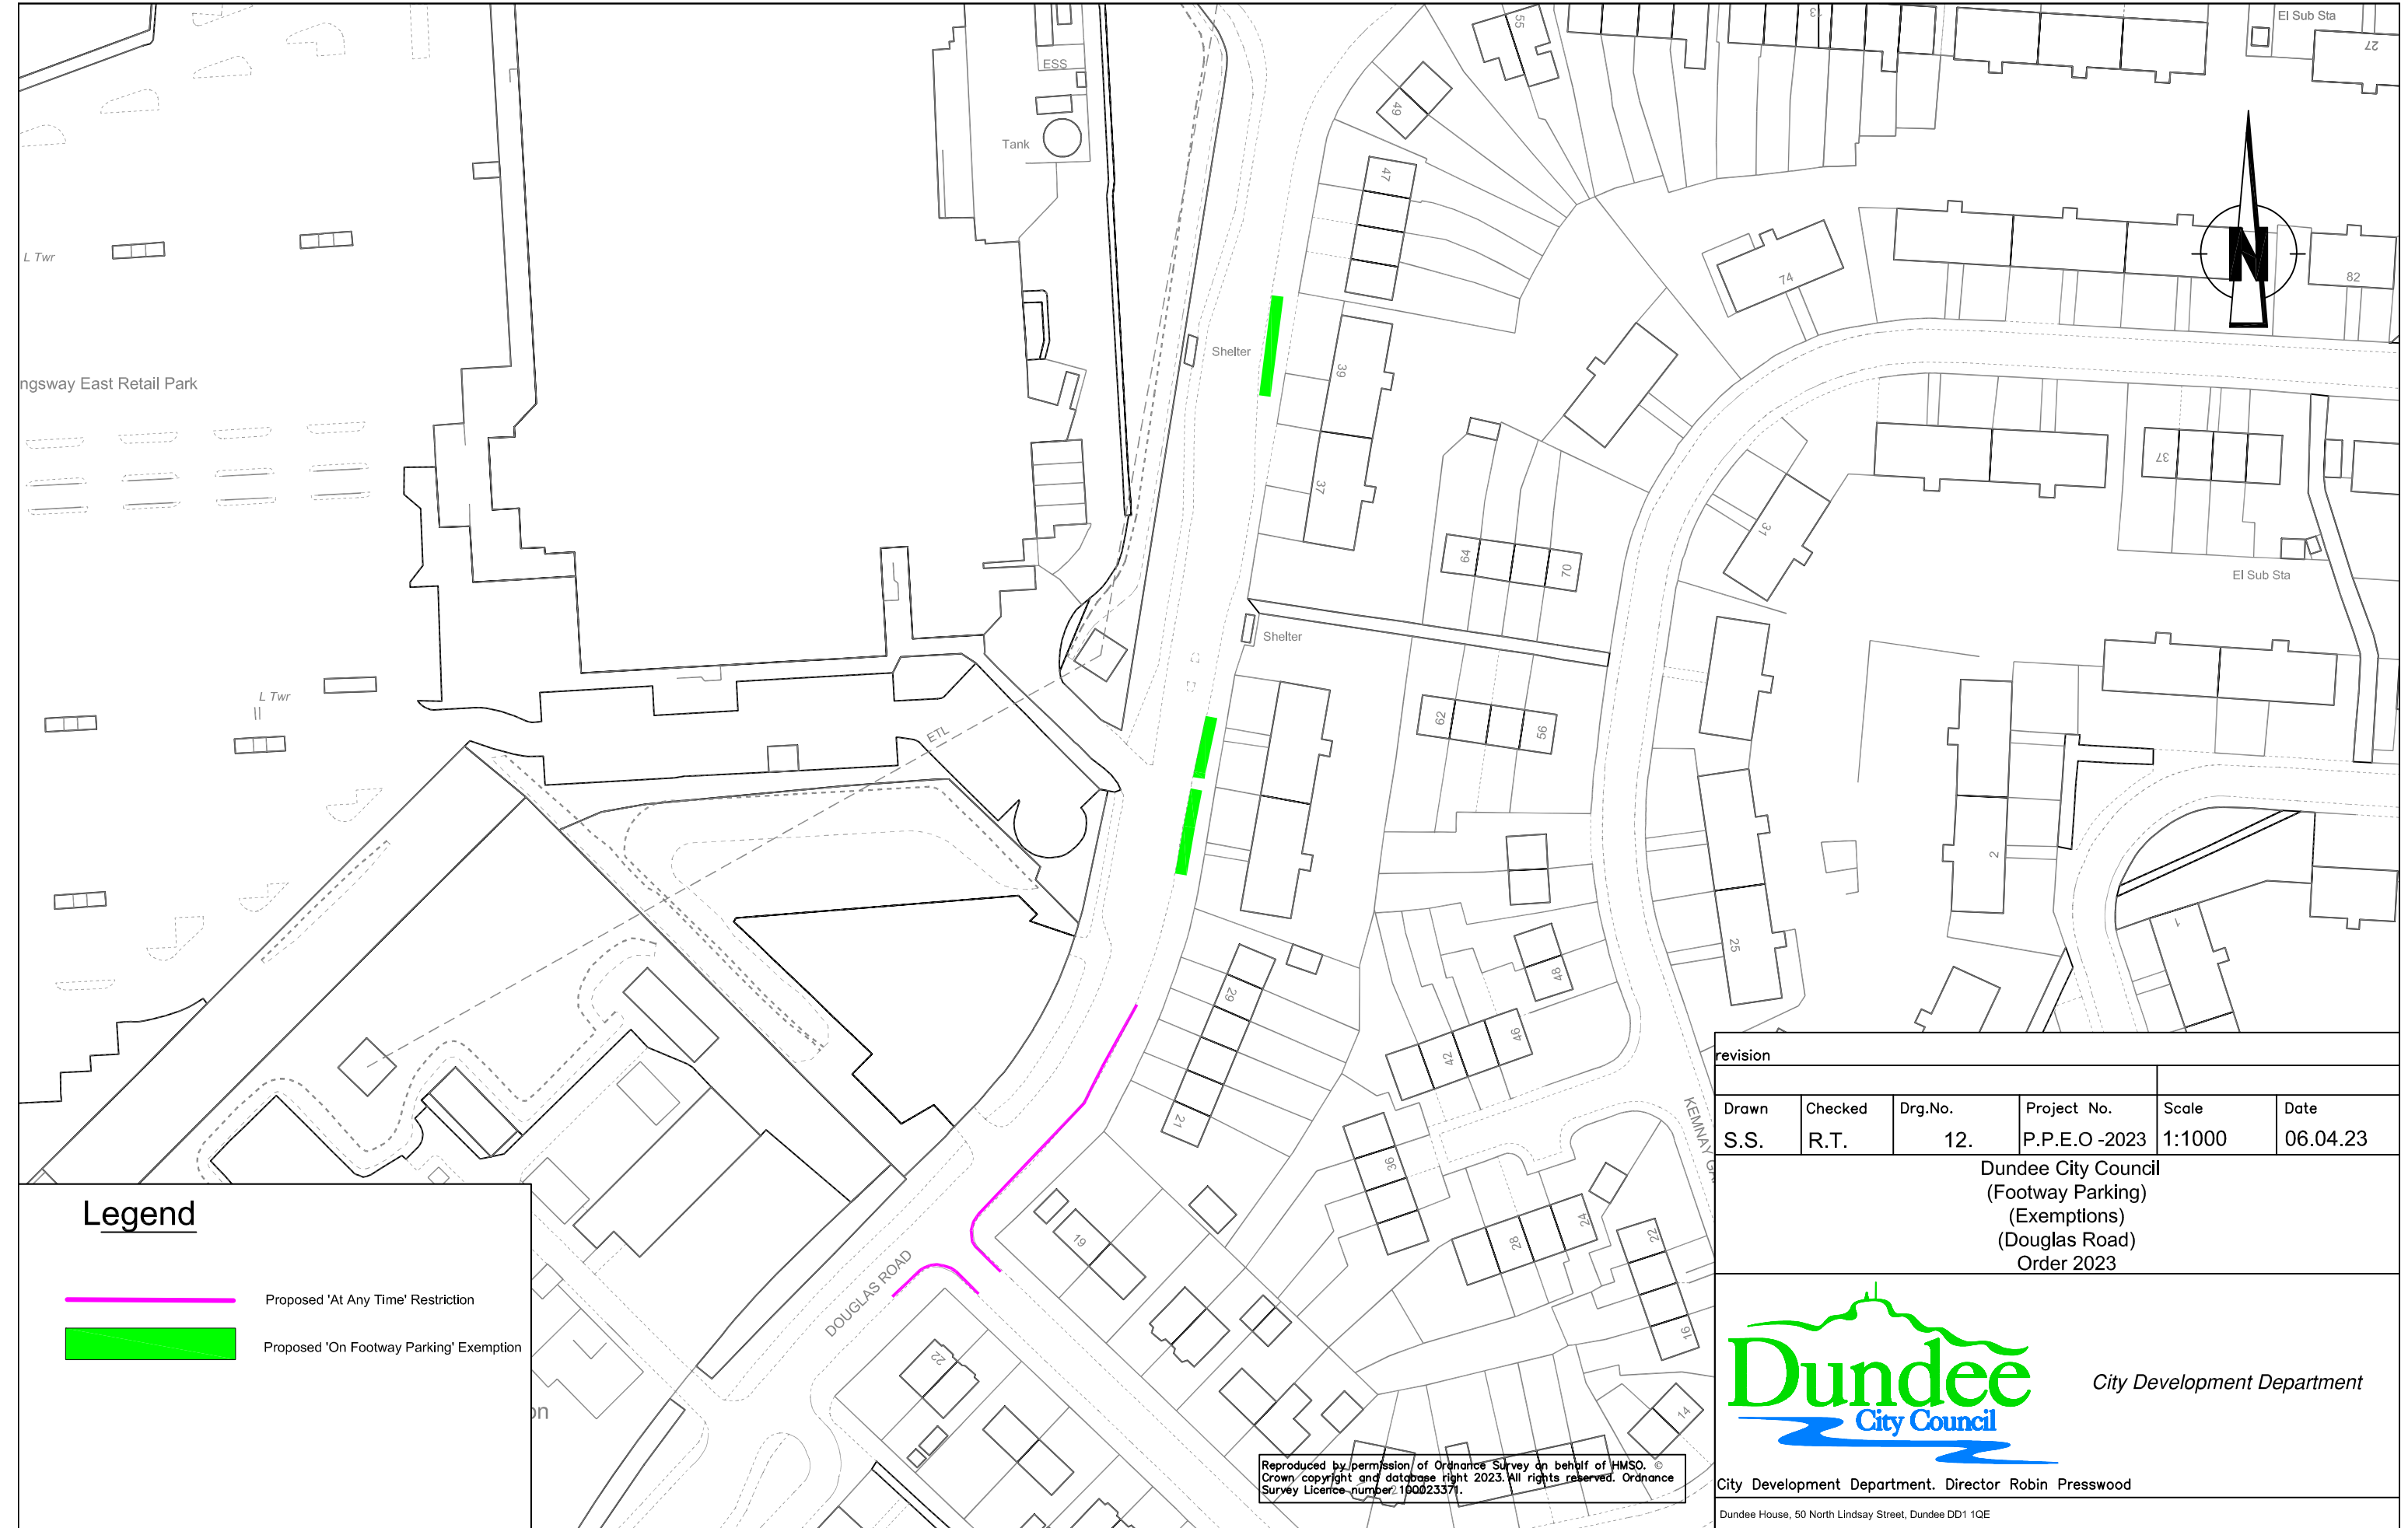 El Sub Sta
27
55
13
ESS
Tank
49
47
L Twr
74
82
N
Shelter
39
ngsway East Retail Park
37
37
31
64
70
El Sub Sta
Shelter
L Twr
62
56
ETL
2
25
1
48
29
46
42
21
36
KEMNAY GA
19
28
24
22
16
DOUGLAS ROAD
22
14
on
Legend
Proposed 'At Any Time' Restriction
Proposed 'On Footway Parking' Exemption
Reproduced by permission of Ordnance Survey on behalf of HMSO. ©
Crown copyright and database right 2023. All rights reserved. Ordnance
Survey Licence number 100023371.
revision
Drawn Checked Drg.No. Project No. Scale Date
S.S. R.T. 12. P.P.E.O -2023 1:1000 06.04.23
Dundee City Council
(Footway Parking)
(Exemptions)
(Douglas Road)
Order 2023
Dundee
City Council
City Development Department
City Development Department. Director Robin Presswood
Dundee House, 50 North Lindsay Street, Dundee DD1 1QE